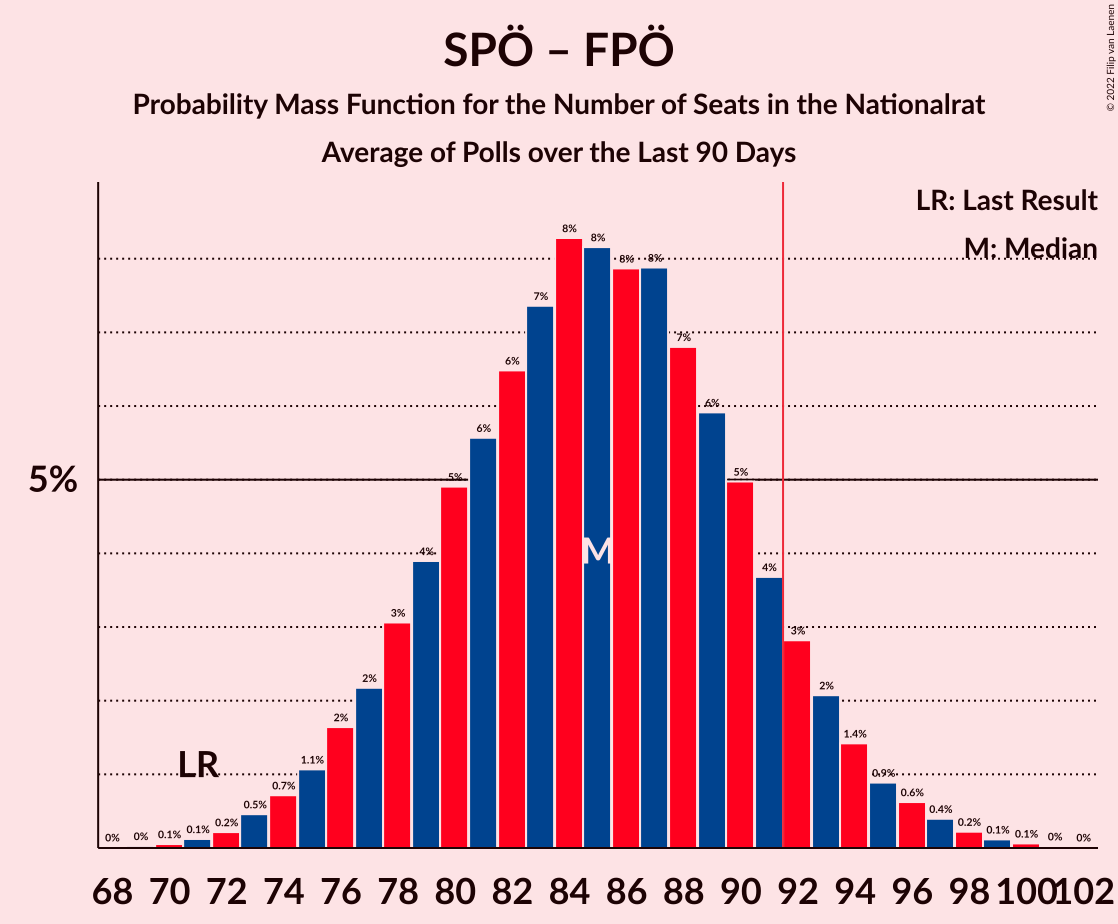 SPÖ – FPÖ
Probability Mass Function for the Number of Seats in the Nationalrat
Average of Polls over the Last 90 Days
© 2022 Filip van Laenen
LR: Last Result
M: Median
5%
0% 0% 0.1% 0.1% 0.2% 0.5% 0.7% 1.1% 2% 2% 3% 4% 5% 6% 6% 7% 8% 8% 8% 8% 7% 6% 5% 4% 3% 2% 1.4% 0.9% 0.6% 0.4% 0.2% 0.1% 0.1% 0% 0%
M
LR
68 70 72 74 76 78 80 82 84 86 88 90 92 94 96 98 100 102